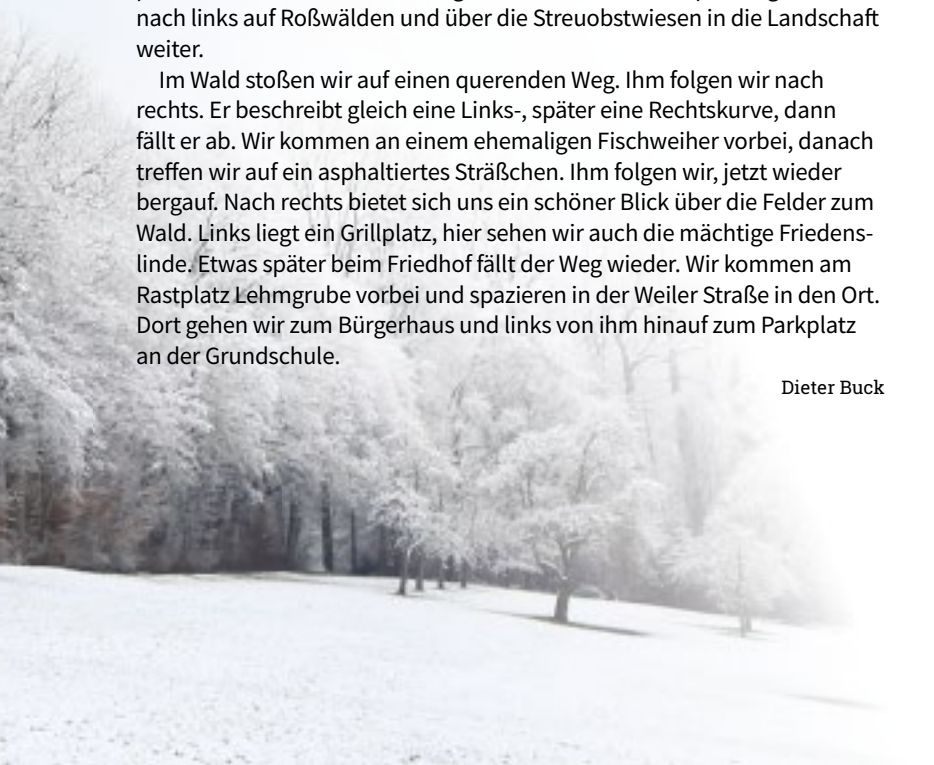 nach links auf Roßwälden und über die Streuobstwiesen in die Landschaft
weiter.
Im Wald stoßen wir auf einen querenden Weg. Ihm folgen wir nach
rechts. Er beschreibt gleich eine Links-, später eine Rechtskurve, dann
fällt er ab. Wir kommen an einem ehemaligen Fischweiher vorbei, danach
treffen wir auf ein asphaltiertes Sträßchen. Ihm folgen wir, jetzt wieder
bergauf. Nach rechts bietet sich uns ein schöner Blick über die Felder zum
Wald. Links liegt ein Grillplatz, hier sehen wir auch die mächtige Friedens-
linde. Etwas später beim Friedhof fällt der Weg wieder. Wir kommen am
Rastplatz Lehmgrube vorbei und spazieren in der Weiler Straße in den Ort.
Dort gehen wir zum Bürgerhaus und links von ihm hinauf zum Parkplatz
an der Grundschule.
Dieter Buck